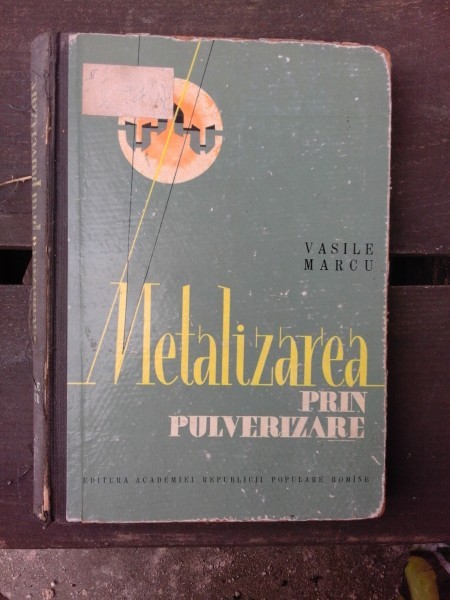 VASILE
MARCU
Metalizarea
PRIN
PULVERIZARE
EDITURA ACADEMIEI REPUBLICII POPULARE ROMÎNE